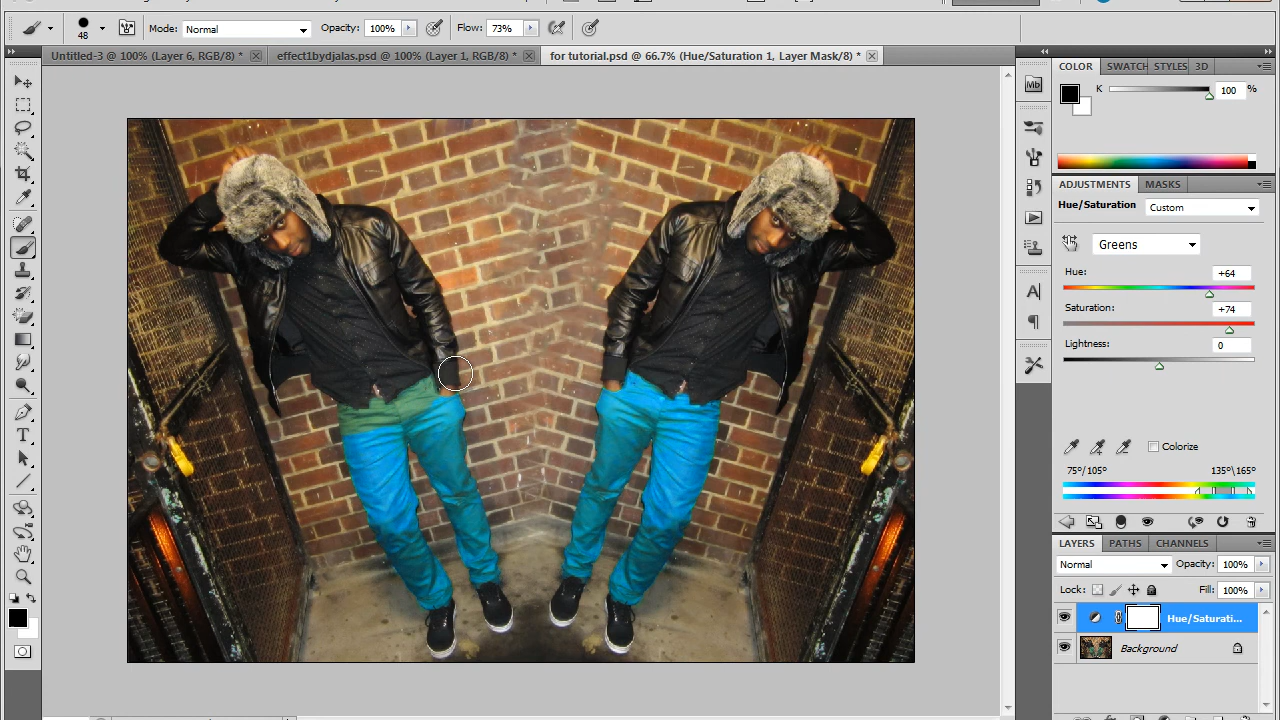 48 Mode: Normal Opacity: 100% Flow: 73%
Untitled-3 @ 100% (Layer 6, RGB/8) * effect1bydjalas.psd @ 100% (Layer 1, RGB/8) * for tutorial.psd @ 66.7% (Hue/Saturation 1, Layer Mask/8) *
COLOR SWATCH STYLES 3D
Mb
K 100 %
ADJUSTMENTS MASKS
Hue/Saturation Custom
Greens
Hue: +64
Saturation: +74
Lightness: 0
Colorize
75°/105° 135°\165°
LAYERS PATHS CHANNELS
Normal Opacity: 100%
Lock: Fill: 100%
Hue/Saturati...
Background